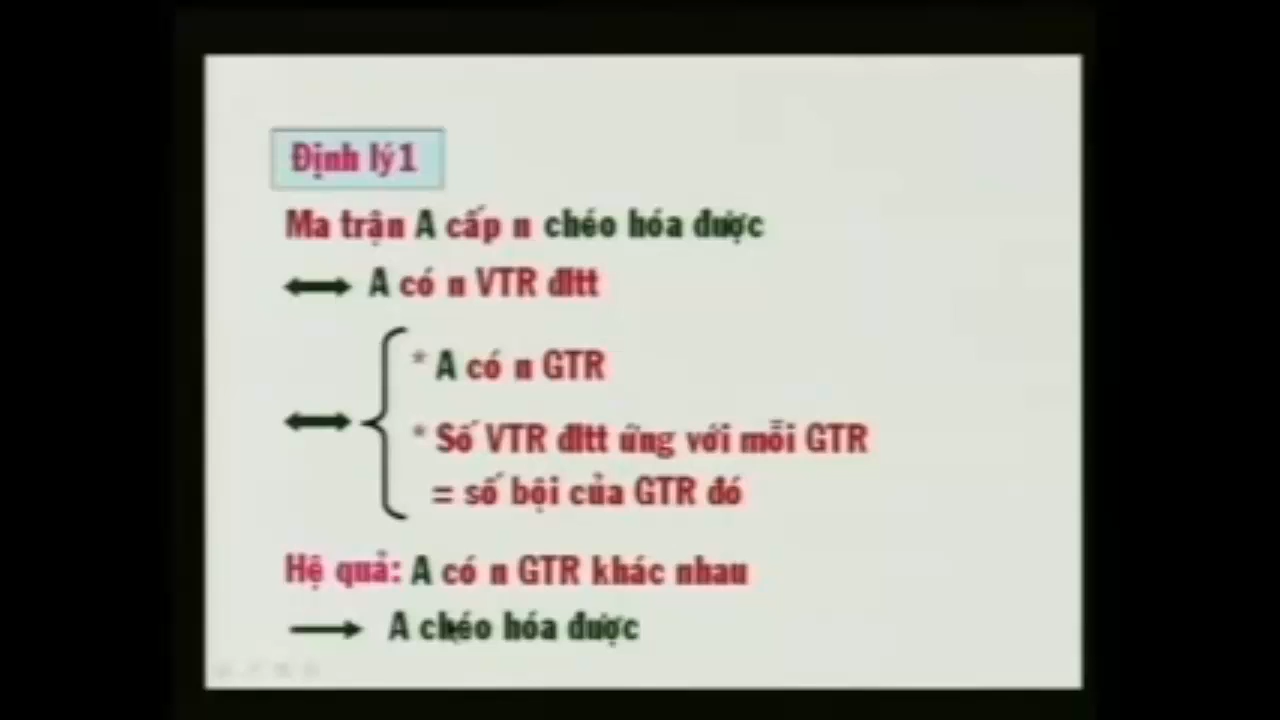 Định lý 1
Ma trận A cấp n chéo hóa được
A có n VTR đltt
* A có n GTR
* Số VTR đltt ứng với mỗi GTR
= số bội của GTR đó
Hệ quả: A có n GTR khác nhau
A chéo hóa được